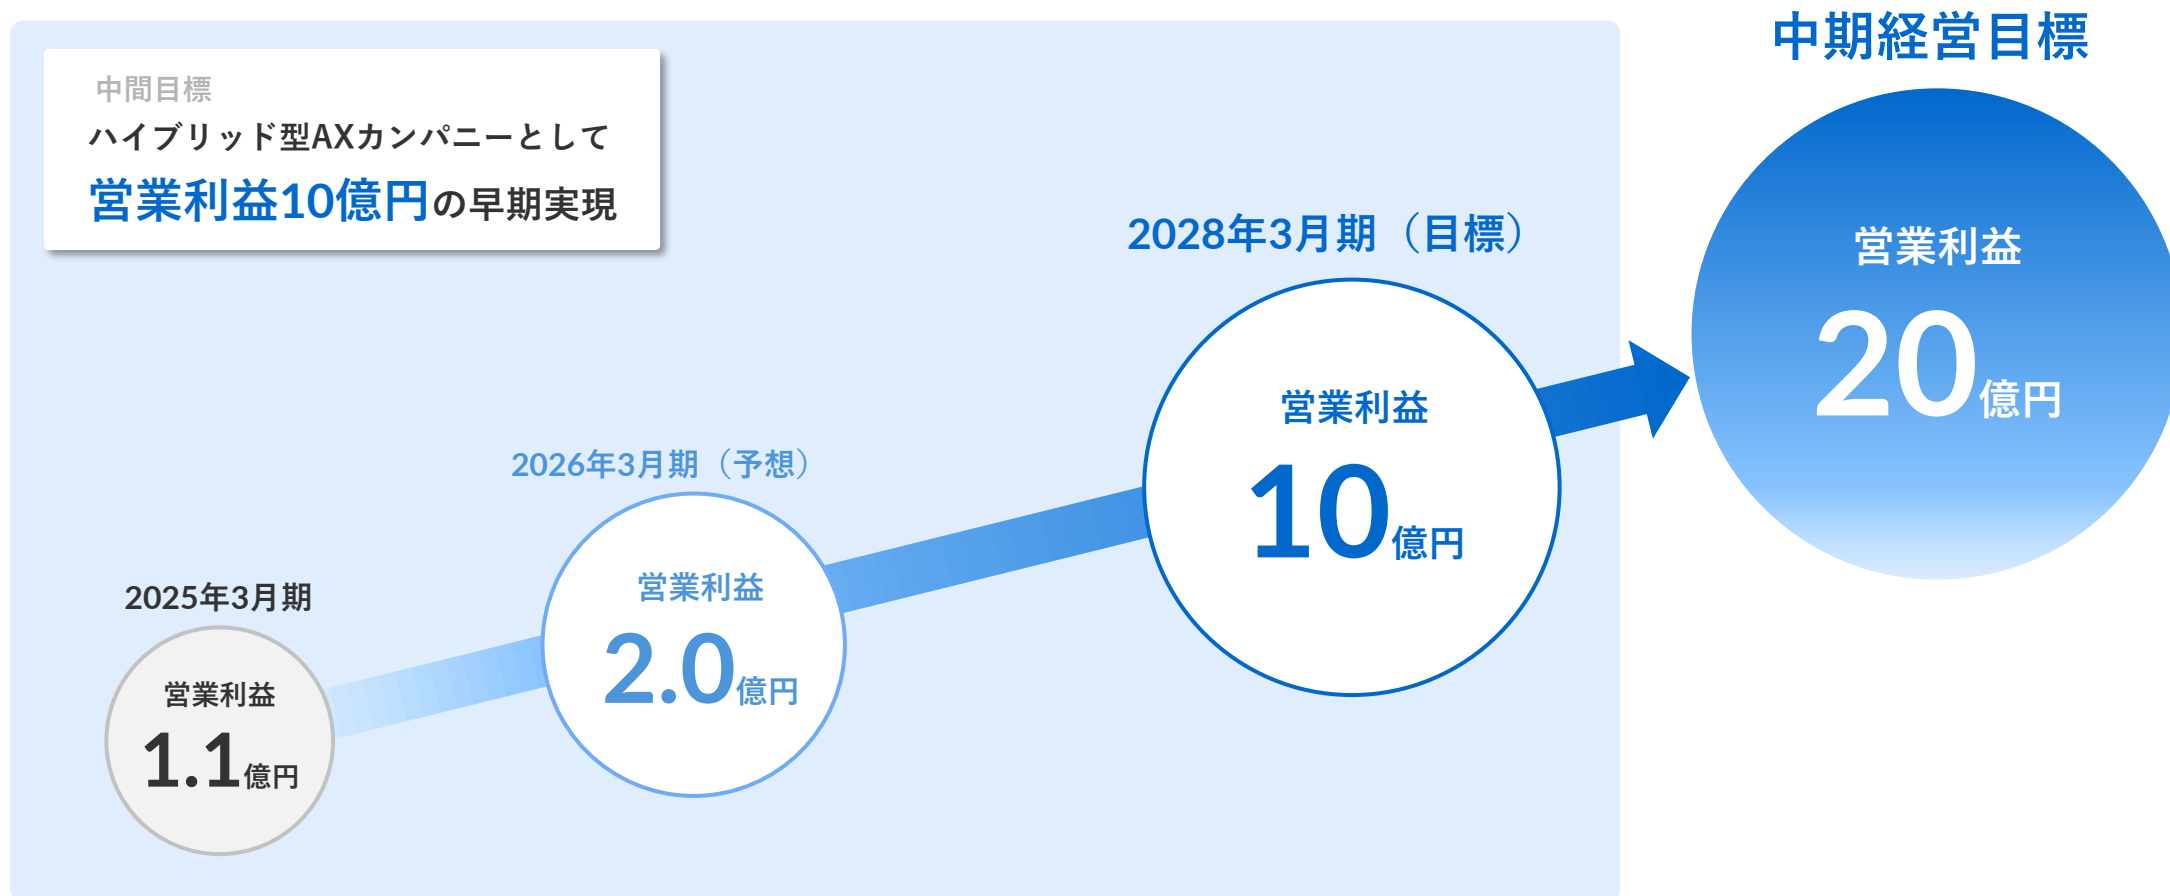 中間目標
ハイブリッド型AXカンパニーとして
営業利益10億円の早期実現
2025年3月期
営業利益
1.1億円
2026年3月期（予想）
営業利益
2.0億円
2028年3月期（目標）
営業利益
10億円
中期経営目標
営業利益
20億円